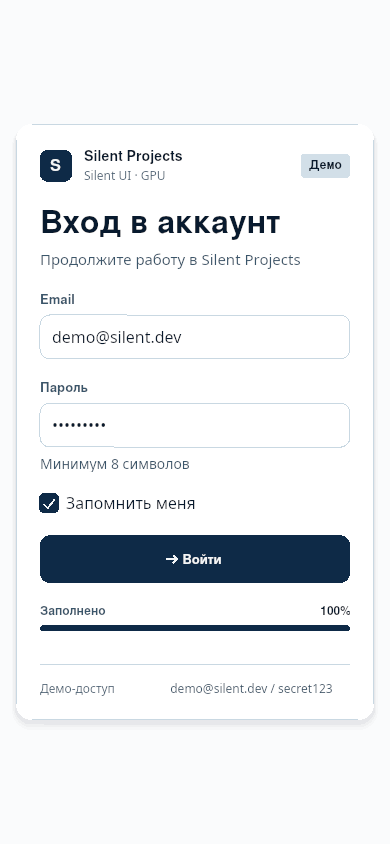 S
Silent Projects
Silent UI · GPU
Демо
Вход в аккаунт
Продолжите работу в Silent Projects
Email
demo@silent.dev
Пароль
•••••••••
Минимум 8 символов
Запомнить меня
→ Войти
Заполнено 100%
Демо-доступ demo@silent.dev / secret123